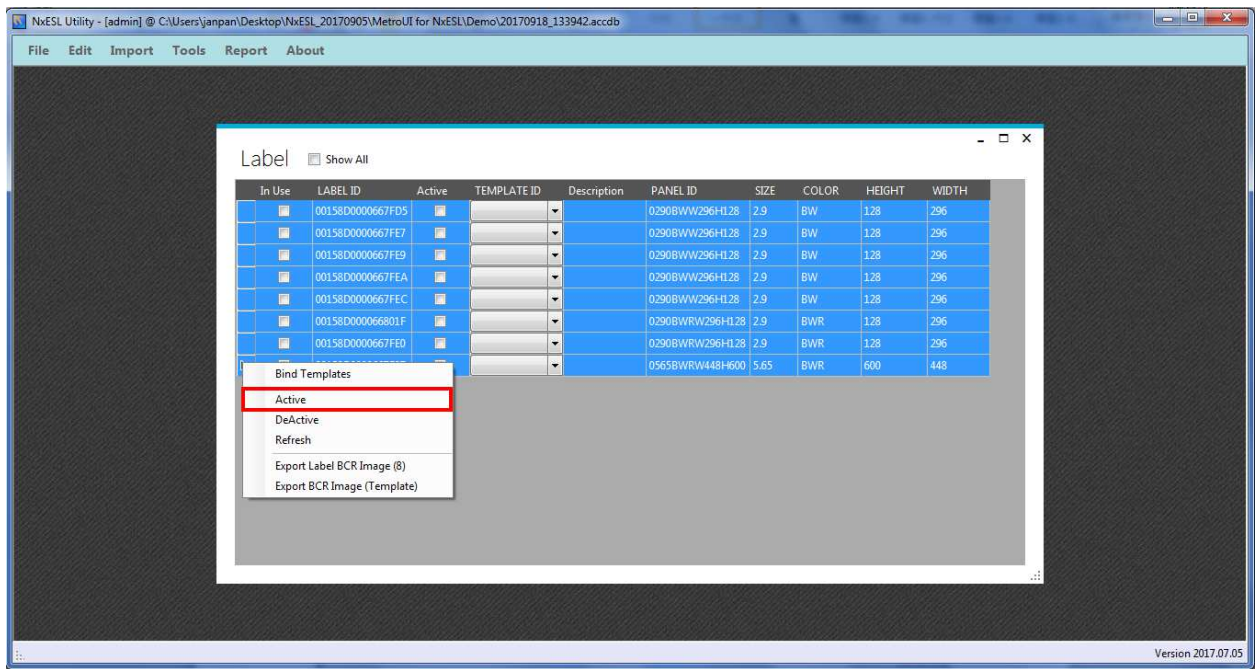 NxESL Utility - [admin] @ C:\Users\janpan\Desktop\NxESL_20170905\MetroUI for NxESL\Demo\20170918_133942.accdb
File Edit Import Tools Report About
Label Show All
In Use LABEL ID Active TEMPLATE ID Description PANEL ID SIZE COLOR HEIGHT WIDTH
00158D0000667FD5 0290BWW296H128 2.9 BW 128 296
00158D0000667FE7 0290BWW296H128 2.9 BW 128 296
00158D0000667FE9 0290BWW296H128 2.9 BW 128 296
00158D0000667FEA 0290BWW296H128 2.9 BW 128 296
00158D0000667FEC 0290BWW296H128 2.9 BW 128 296
00158D000066801F 0290BWRW296H128 2.9 BWR 128 296
00158D0000667FE0 0290BWRW296H128 2.9 BWR 128 296
0565BWRW448H600 5.65 BWR 600 448
Bind Templates
Active
DeActive
Refresh
Export Label BCR Image (8)
Export BCR Image (Template)
Version 2017.07.05